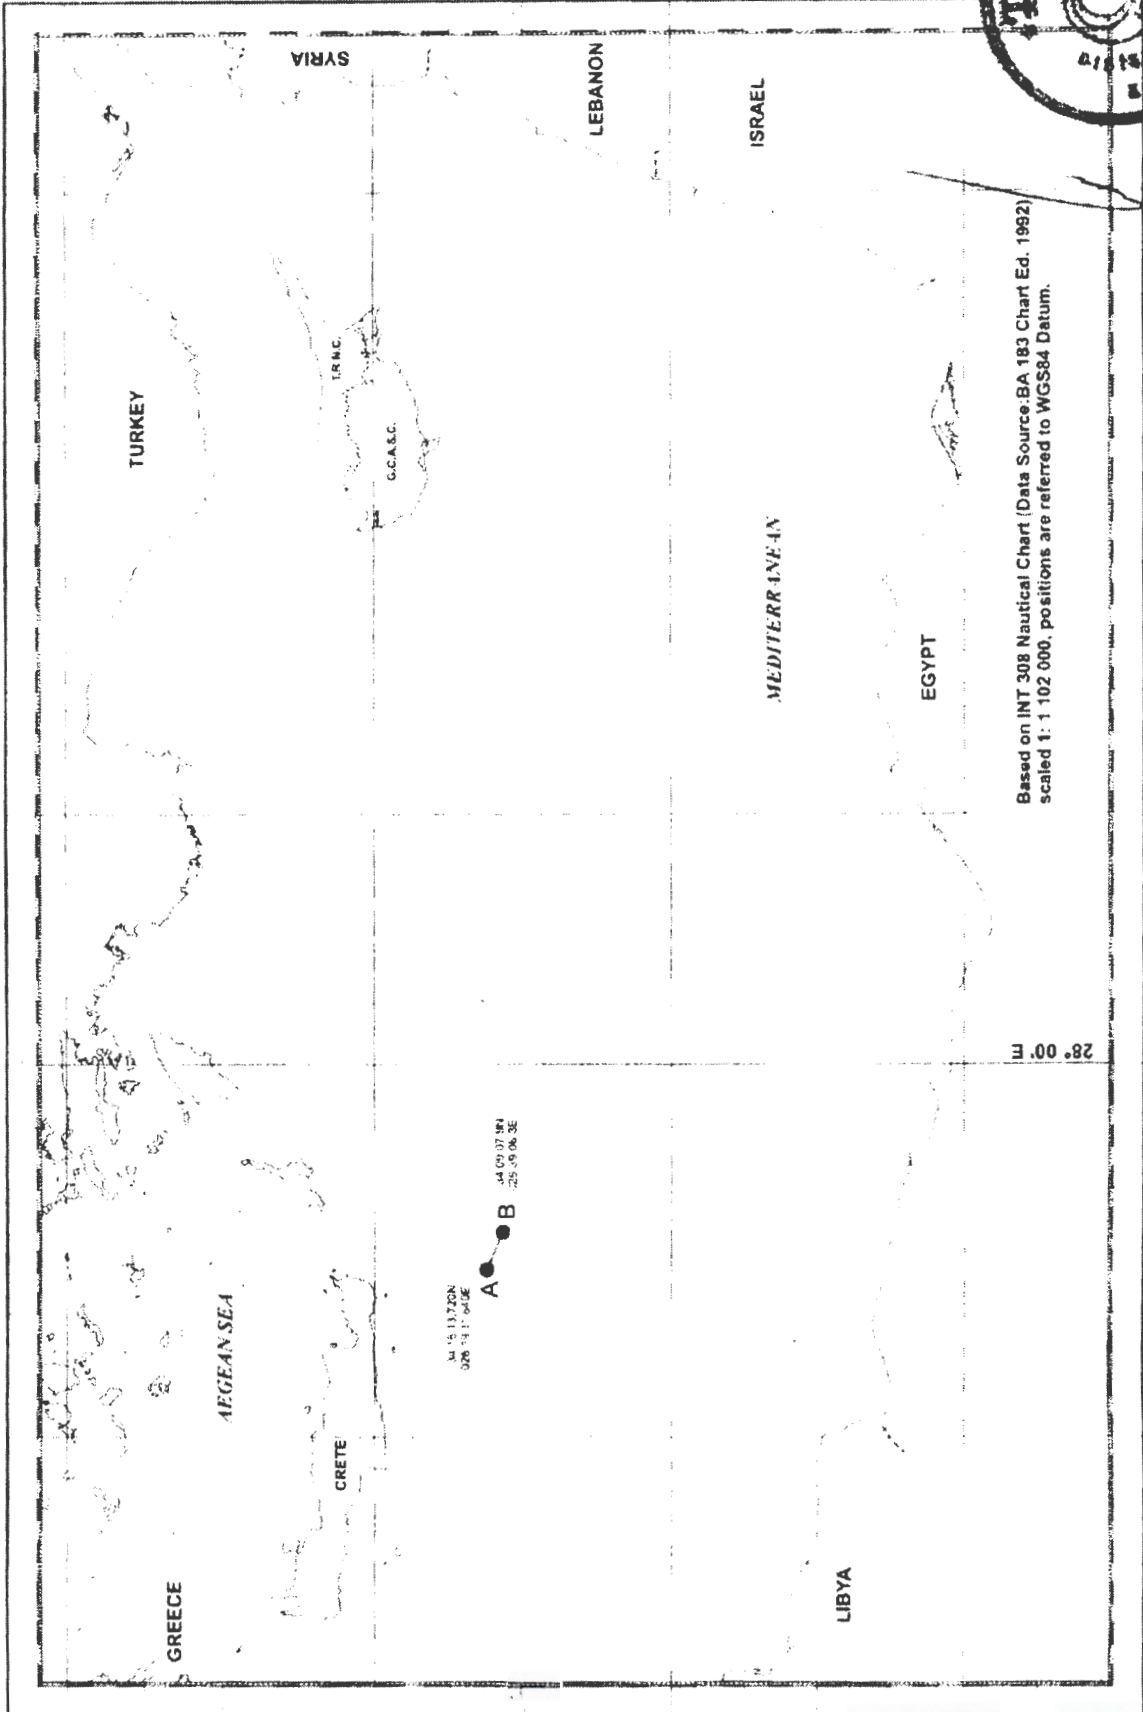 TURKEY
SYRIA
LEBANON
ISRAEL
T.R.N.C.
G.C.A.S.C.
GREECE
AEGEAN SEA
CRETE
A
B
MEDITERRANEAN
EGYPT
LIBYA
28° 00' E
Based on INT 308 Nautical Chart (Data Source:BA 183 Chart Ed. 1992)
scaled 1: 1 102 000, positions are referred to WGS84 Datum.